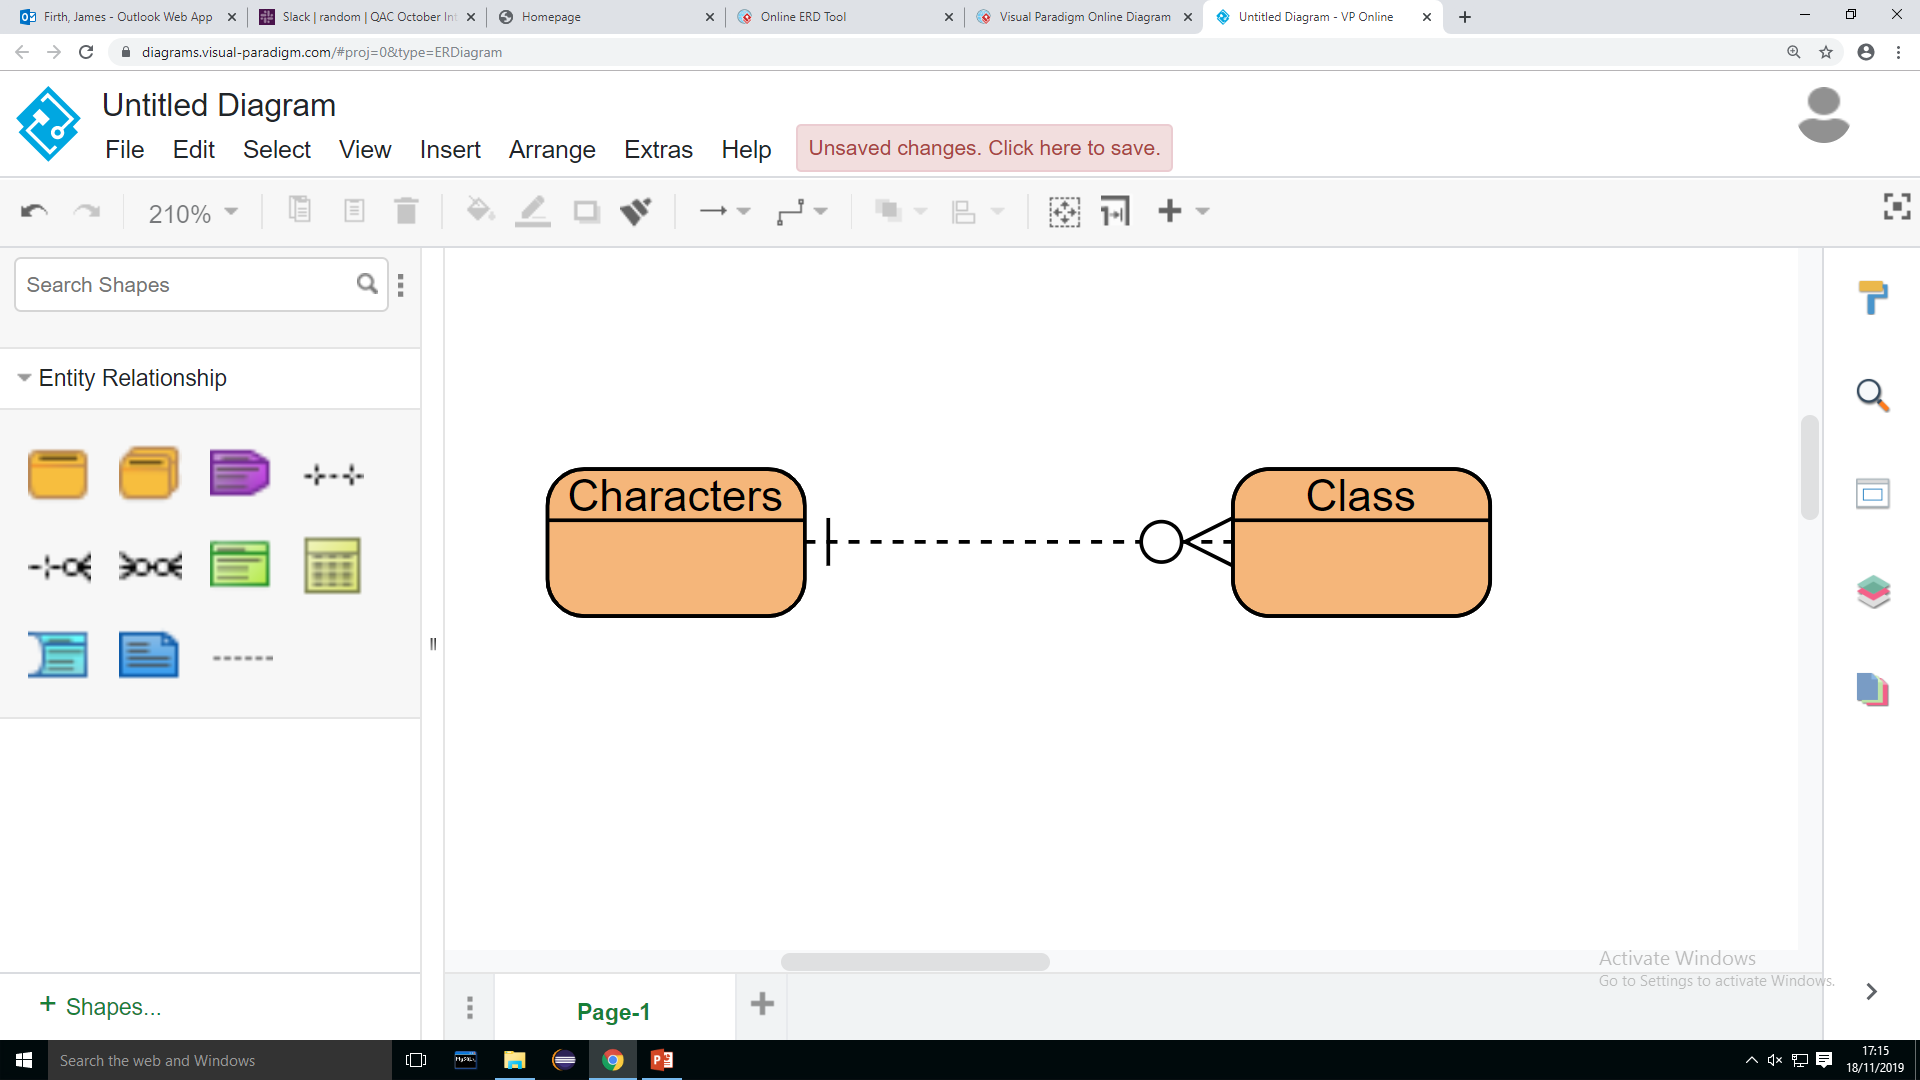 Firth, James - Outlook Web App
Slack | random | QAC October Int
Homepage
Online ERD Tool
Visual Paradigm Online Diagram
Untitled Diagram - VP Online
diagrams.visual-paradigm.com/#proj=0&type=ERDiagram
Untitled Diagram
File Edit Select View Insert Arrange Extras Help
Unsaved changes. Click here to save.
210%
Search Shapes
Entity Relationship
Characters
Class
Activate Windows
Go to Settings to activate Windows.
+ Shapes...
Page-1
Search the web and Windows
MySQL
17:15
18/11/2019